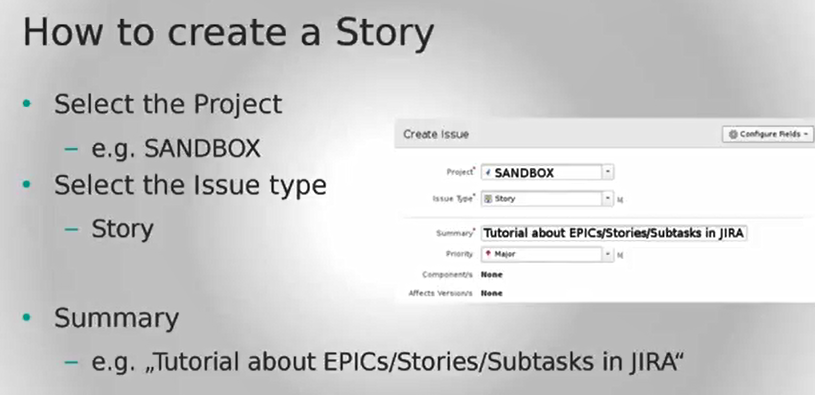 How to create a Story
• Select the Project
– e.g. SANDBOX
• Select the Issue type
– Story
• Summary
– e.g. „Tutorial about EPICs/Stories/Subtasks in JIRA“
Create Issue
Configure Fields
Project* SANDBOX
Issue Type* Story
Summary* Tutorial about EPICs/Stories/Subtasks in JIRA
Priority Major
Component/s None
Affects Version/s None